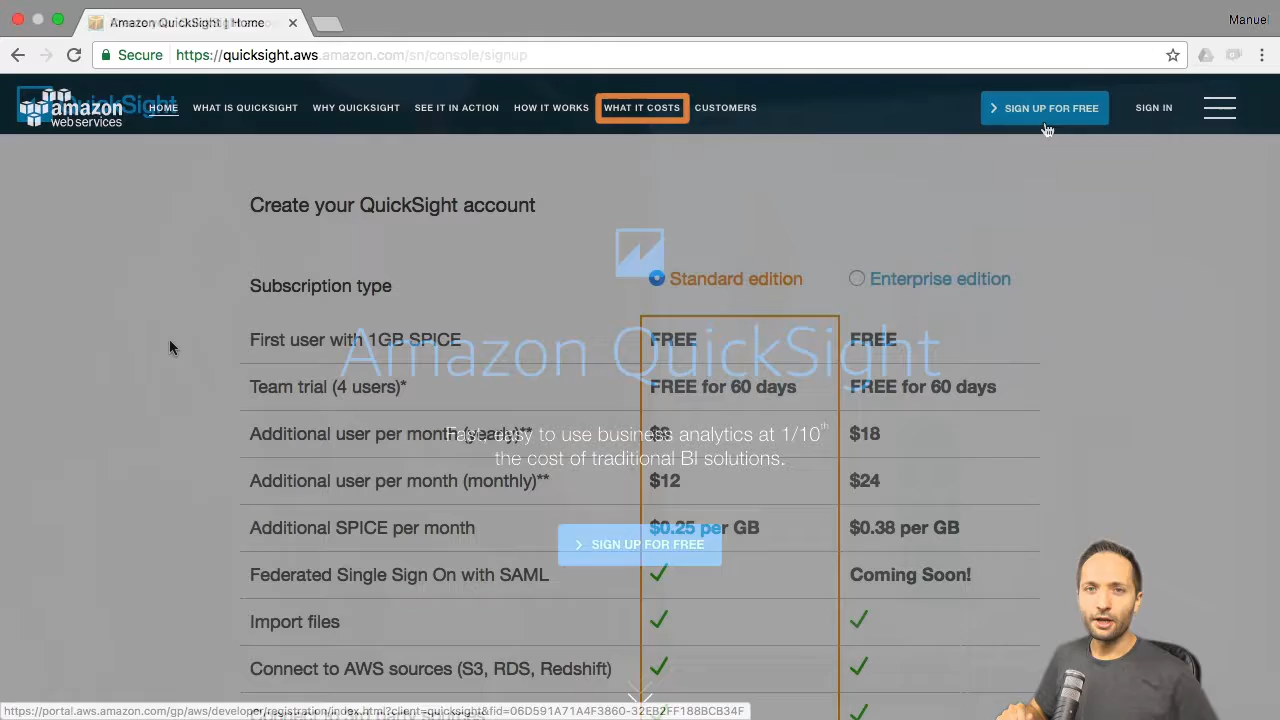 Amazon QuickSight | Home
Manuel
Secure https://quicksight.aws.amazon.com/sn/console/signup
QuickSight
amazon
web services
HOME WHAT IS QUICKSIGHT WHY QUICKSIGHT SEE IT IN ACTION HOW IT WORKS WHAT IT COSTS CUSTOMERS SIGN UP FOR FREE SIGN IN
Create your QuickSight account
Subscription type Standard edition Enterprise edition
First user with 1GB SPICE FREE FREE
Amazon QuickSight
Team trial (4 users)* FREE for 60 days FREE for 60 days
Additional user per month (yearly)** $18
Fast, easy to use business analytics at 1/10th
the cost of traditional BI solutions.
Additional user per month (monthly)** $12 $24
Additional SPICE per month $0.25 per GB $0.38 per GB
SIGN UP FOR FREE
Federated Single Sign On with SAML Coming Soon!
Import files
Connect to AWS sources (S3, RDS, Redshift)
https://portal.aws.amazon.com/gp/aws/developer/registration/index.html?client=quicksight&fid=06D591A71A4F3860-32EB2FF188BCB34F